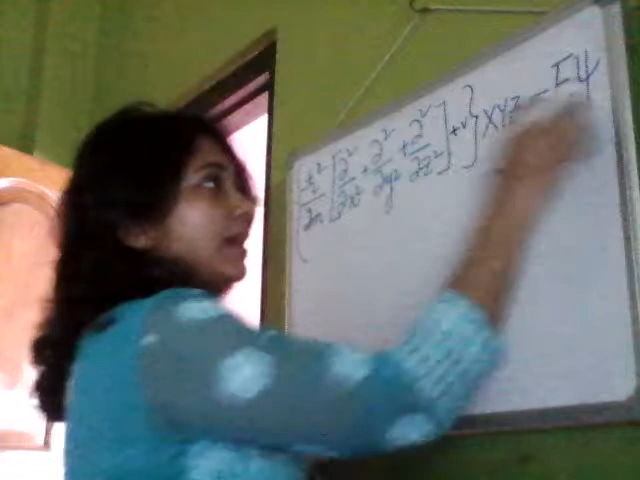 { ħ²/2m [∂²/∂x² + ∂²/∂y² + ∂²/∂z²] + v } XYZ = Eψ